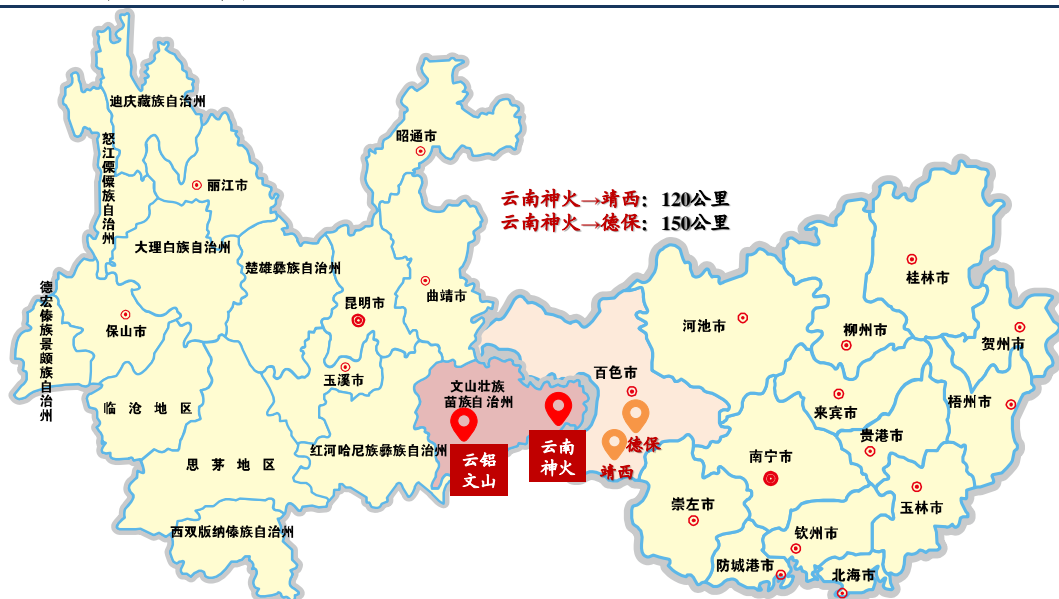 迪庆藏族自治州
怒江傈僳族自治州
丽江市
大理白族自治州
昭通市
云南神火→靖西：120公里
云南神火→德保：150公里
楚雄彝族自治州
昆明市
曲靖市
德宏傣族景颇族自治州
保山市
玉溪市
临沧地区
思茅地区
红河哈尼族彝族自治州
西双版纳傣族自治州
文山壮族
苗族自治州
云铝
文山
云南
神火
百色市
德保
靖西
河池市
桂林市
柳州市
贺州市
来宾市
梧州市
贵港市
南宁市
崇左市
玉林市
钦州市
防城港市
北海市